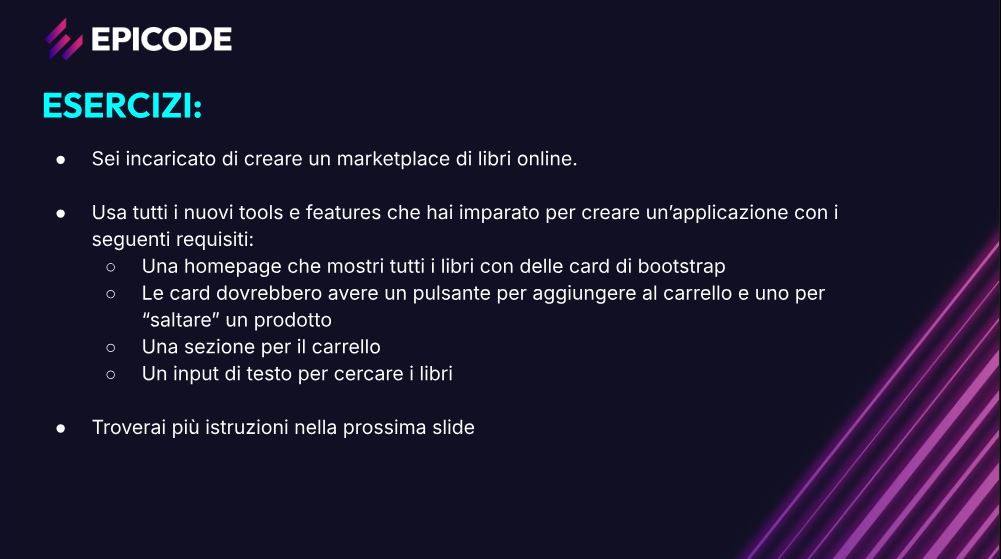 EPICODE
ESERCIZI:
● Sei incaricato di creare un marketplace di libri online.
● Usa tutti i nuovi tools e features che hai imparato per creare un’applicazione con i
seguenti requisiti:
○ Una homepage che mostri tutti i libri con delle card di bootstrap
○ Le card dovrebbero avere un pulsante per aggiungere al carrello e uno per
“saltare” un prodotto
○ Una sezione per il carrello
○ Un input di testo per cercare i libri
● Troverai più istruzioni nella prossima slide